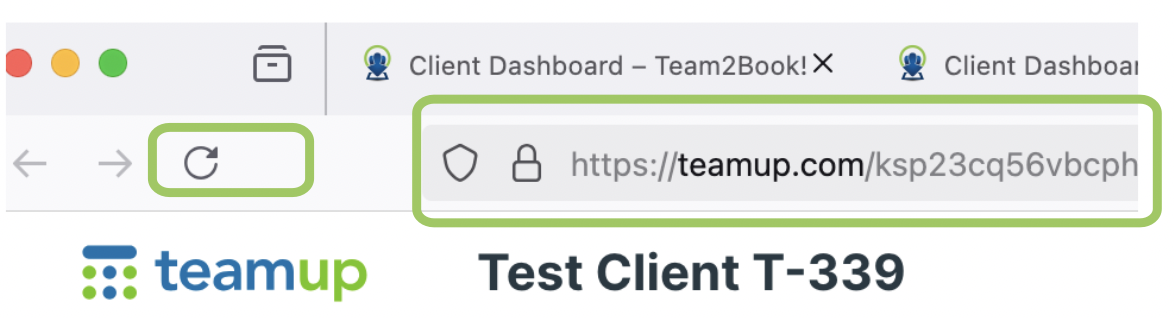 Client Dashboard – Team2Book!
Client Dashboar
https://teamup.com/ksp23cq56vbcph
teamup
Test Client T-339